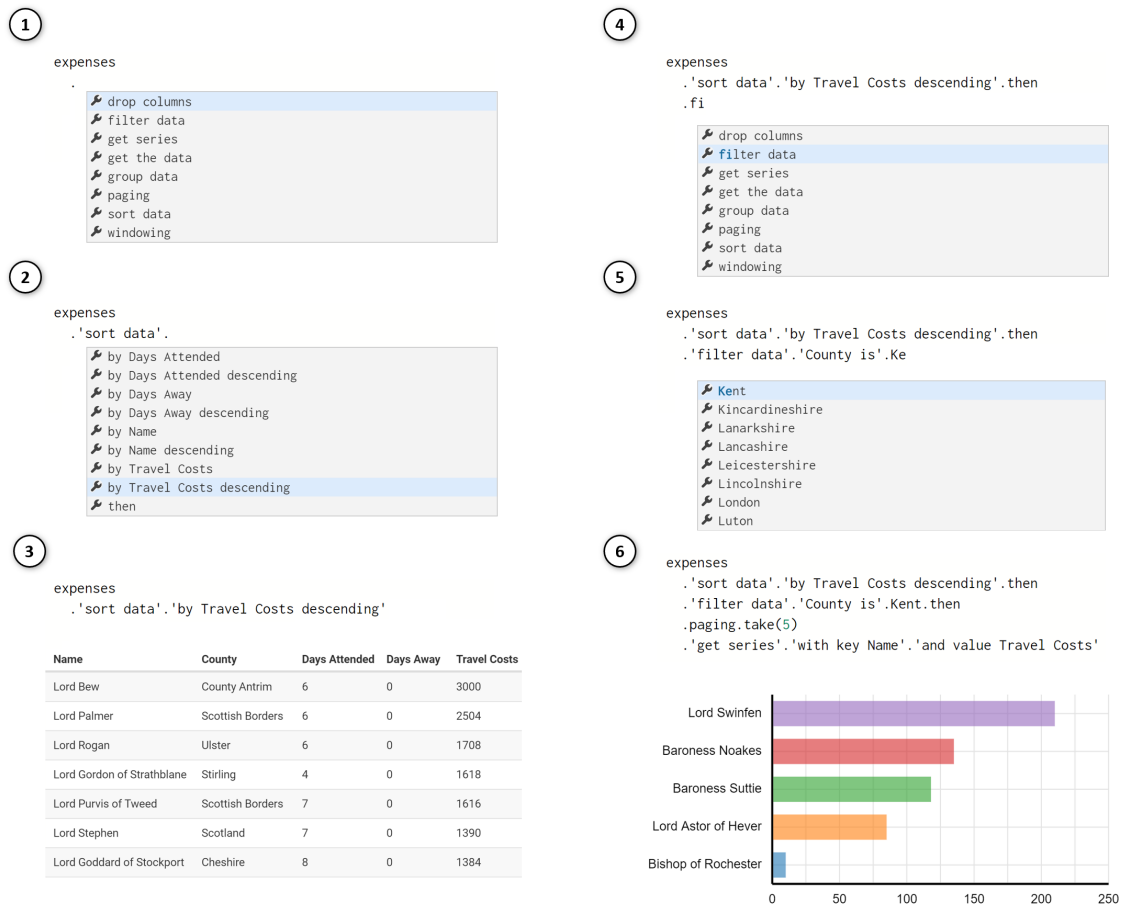 1
expenses
.
drop columns
filter data
get series
get the data
group data
paging
sort data
windowing
2
expenses
.'sort data'.
by Days Attended
by Days Attended descending
by Days Away
by Days Away descending
by Name
by Name descending
by Travel Costs
by Travel Costs descending
then
3
expenses
.'sort data'.'by Travel Costs descending'
Name County Days Attended Days Away Travel Costs
Lord Bew County Antrim 6 0 3000
Lord Palmer Scottish Borders 6 0 2504
Lord Rogan Ulster 6 0 1708
Lord Gordon of Strathblane Stirling 4 0 1618
Lord Purvis of Tweed Scottish Borders 7 0 1616
Lord Stephen Scotland 7 0 1390
Lord Goddard of Stockport Cheshire 8 0 1384
4
expenses
.'sort data'.'by Travel Costs descending'.then
.fi
drop columns
filter data
get series
get the data
group data
paging
sort data
windowing
5
expenses
.'sort data'.'by Travel Costs descending'.then
.'filter data'.'County is'.Ke
Kent
Kincardineshire
Lanarkshire
Lancashire
Leicestershire
Lincolnshire
London
Luton
6
expenses
.'sort data'.'by Travel Costs descending'.then
.'filter data'.'County is'.Kent.then
.paging.take(5)
.'get series'.'with key Name'.'and value Travel Costs'
Lord Swinfen
Baroness Noakes
Baroness Suttie
Lord Astor of Hever
Bishop of Rochester
0 50 100 150 200 250